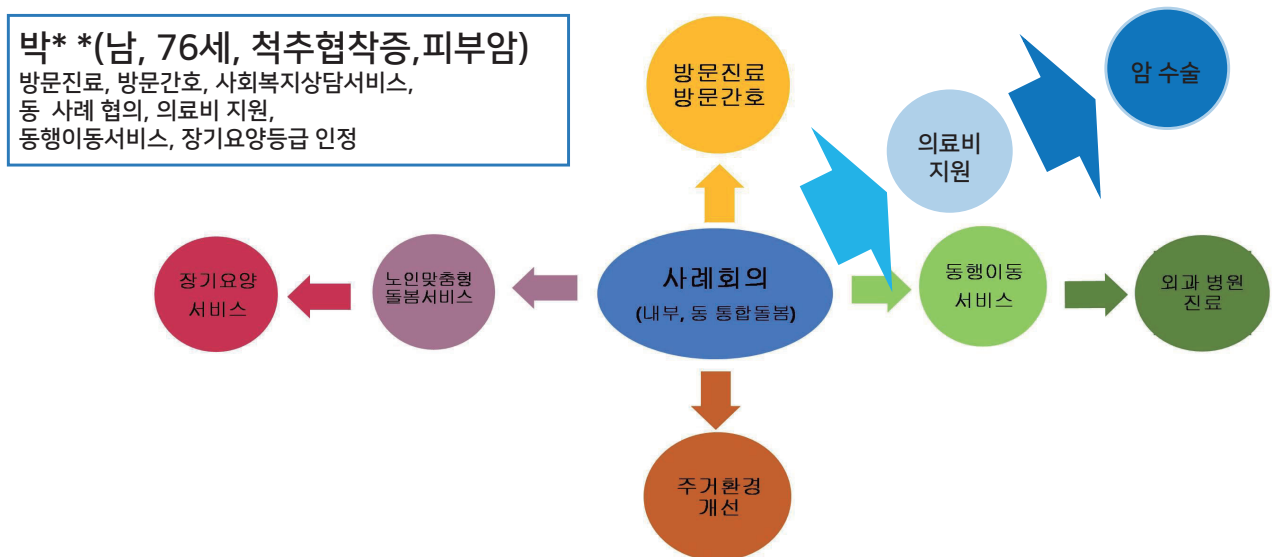 박* *(남, 76세, 척추협착증,피부암)
방문진료, 방문간호, 사회복지상담서비스,
동 사례 협의, 의료비 지원,
동행이동서비스, 장기요양등급 인정
방문진료
방문간호
암 수술
의료비
지원
장기요양
서비스
노인맞춤형
돌봄서비스
사례회의
(내부, 동 통합돌봄)
동행이동
서비스
외과 병원
진료
주거환경
개선